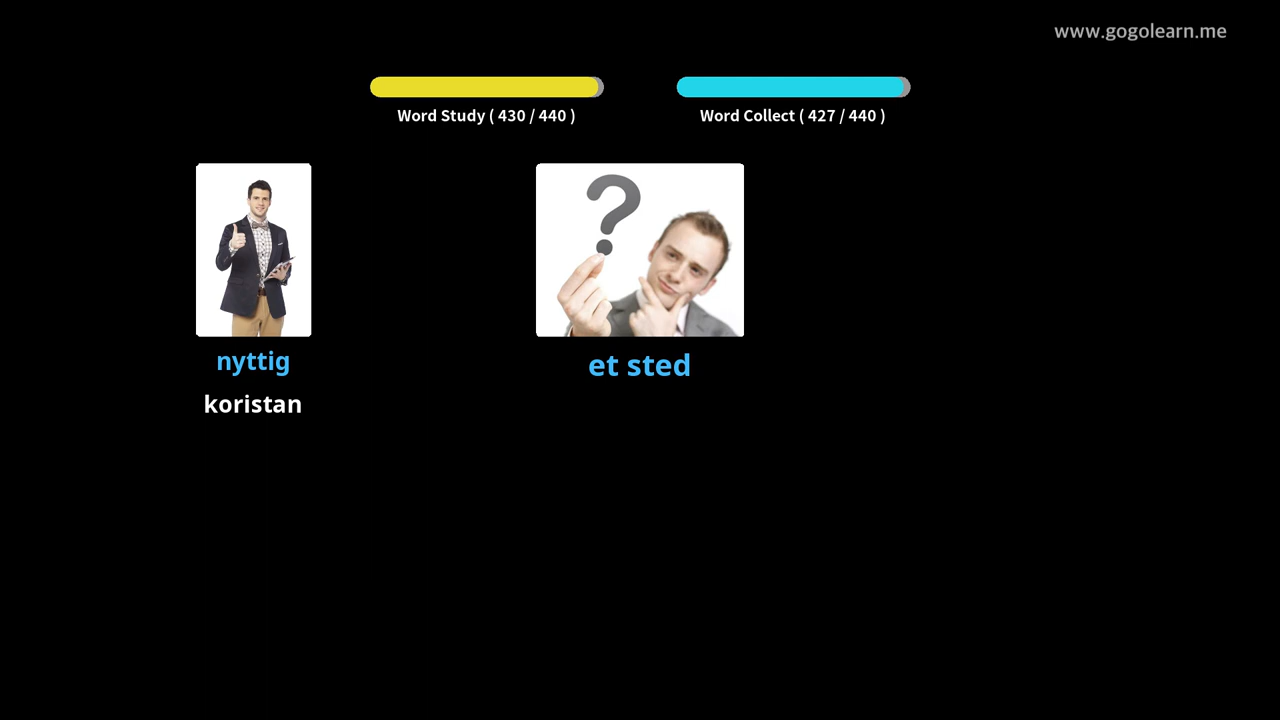 www.gogolearn.me
Word Study ( 430 / 440 )
Word Collect ( 427 / 440 )
nyttig
koristan
et sted